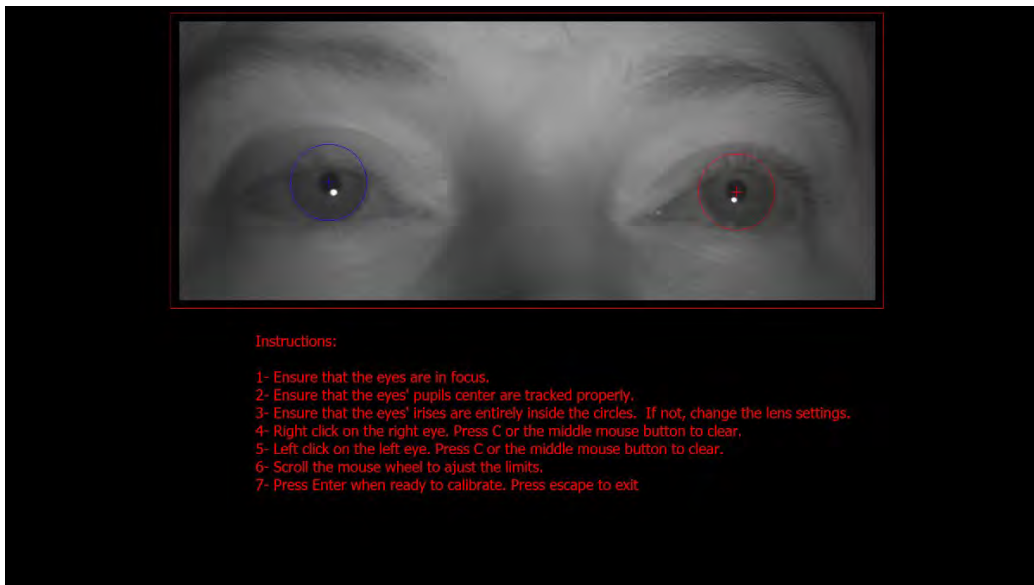 Instructions:
1- Ensure that the eyes are in focus.
2- Ensure that the eyes' pupils center are tracked properly.
3- Ensure that the eyes' irises are entirely inside the circles.  If not, change the lens settings.
4- Right click on the right eye. Press C or the middle mouse button to clear.
5- Left click on the left eye. Press C or the middle mouse button to clear.
6- Scroll the mouse wheel to ajust the limits.
7- Press Enter when ready to calibrate. Press escape to exit